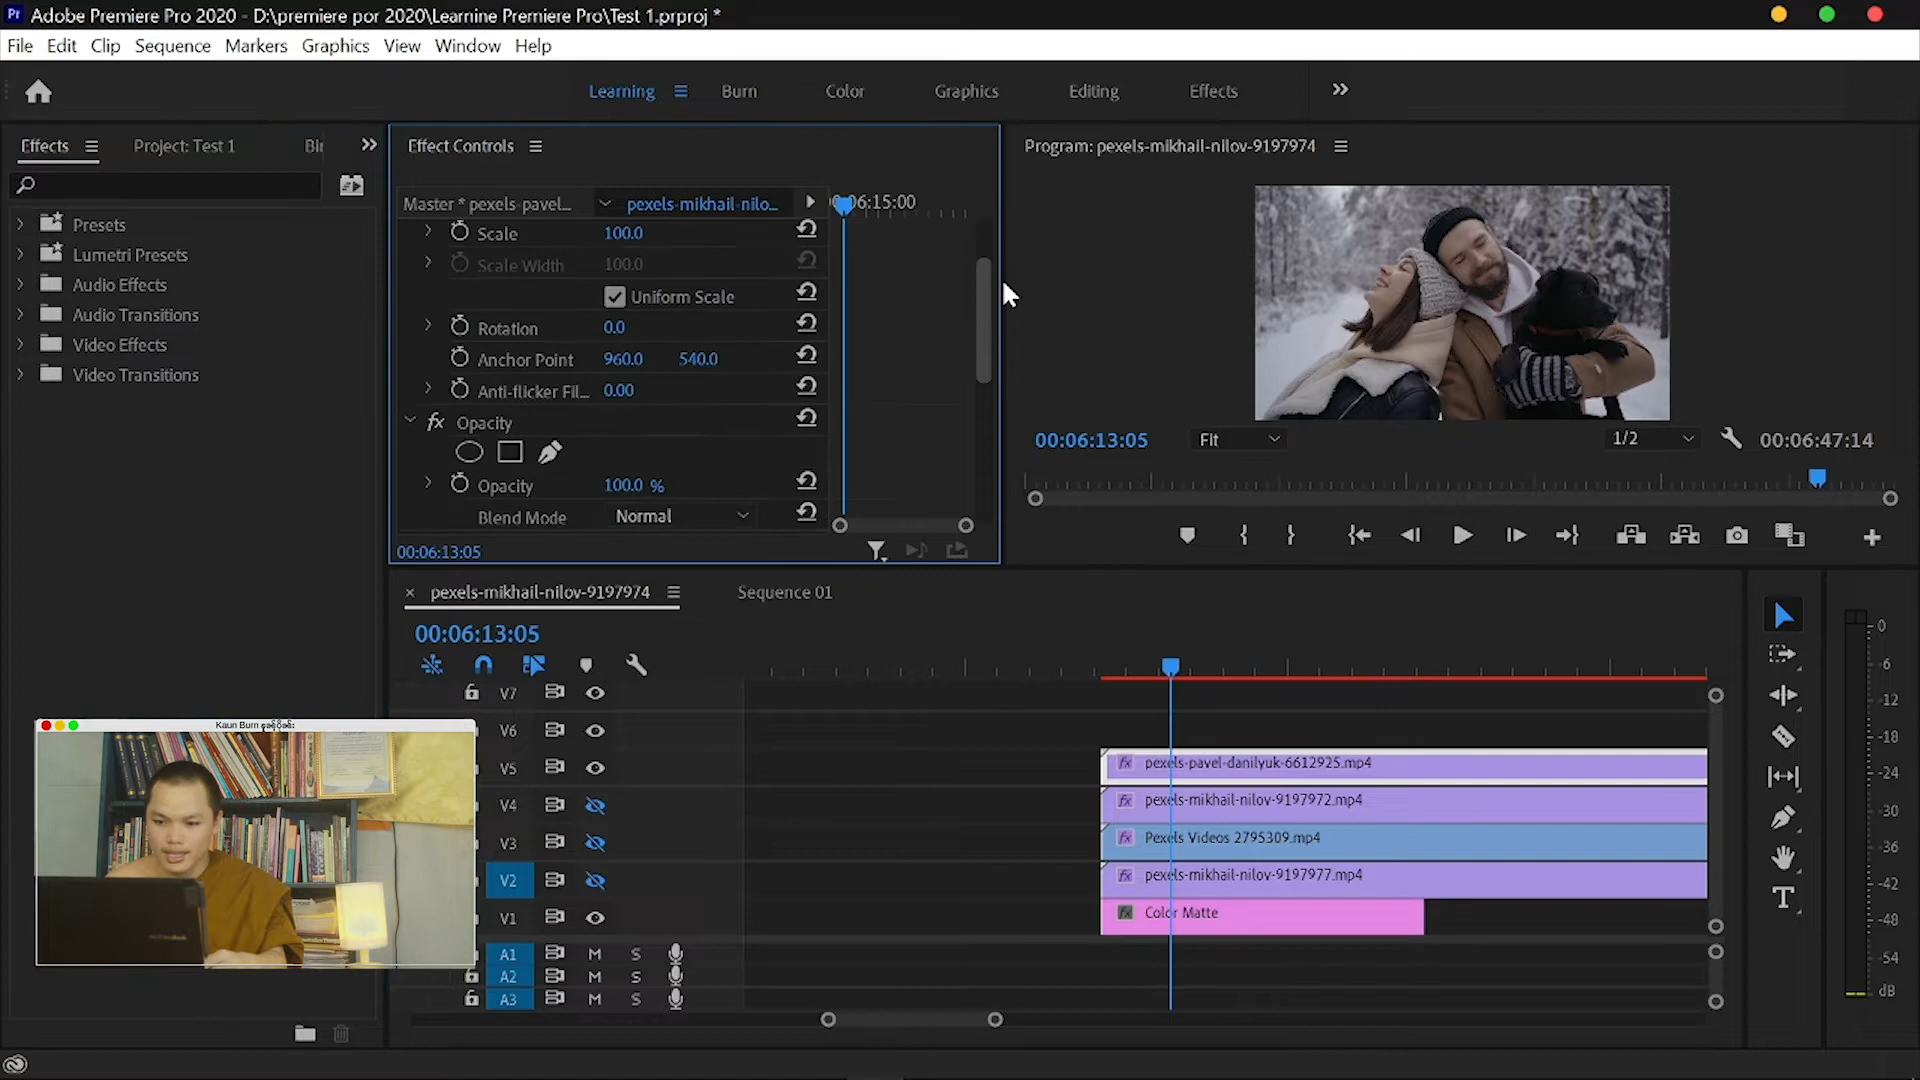 Adobe Premiere Pro 2020 - D:\premiere por 2020\Learnine Premiere Pro\Test 1.prproj *
File Edit Clip Sequence Markers Graphics View Window Help
Learning Burn Color Graphics Editing Effects
Effects Project: Test 1
Effect Controls
Program: pexels-mikhail-nilov-9197974
Master * pexels-pavel... pexels-mikhail-nilo...
06:15:00
Presets
Lumetri Presets
Audio Effects
Audio Transitions
Video Effects
Video Transitions
Scale 100.0
Scale Width 100.0
Uniform Scale
Rotation 0.0
Anchor Point 960.0 540.0
Anti-flicker Fil... 0.00
fx Opacity
Opacity 100.0 %
Blend Mode Normal
00:06:13:05
00:06:13:05 Fit 1/2 00:06:47:14
pexels-mikhail-nilov-9197974 Sequence 01
00:06:13:05
V7
V6
V5 fx pexels-pavel-danilyuk-6612925.mp4
V4 fx pexels-mikhail-nilov-9197972.mp4
V3 fx Pexels Videos 2795309.mp4
V2 fx pexels-mikhail-nilov-9197977.mp4
V1 fx Color Matte
A1 M S
A2 M S
A3 M S
Kaun Burn
T
0
-6
-12
-18
-24
-30
-36
-42
-48
-54
dB